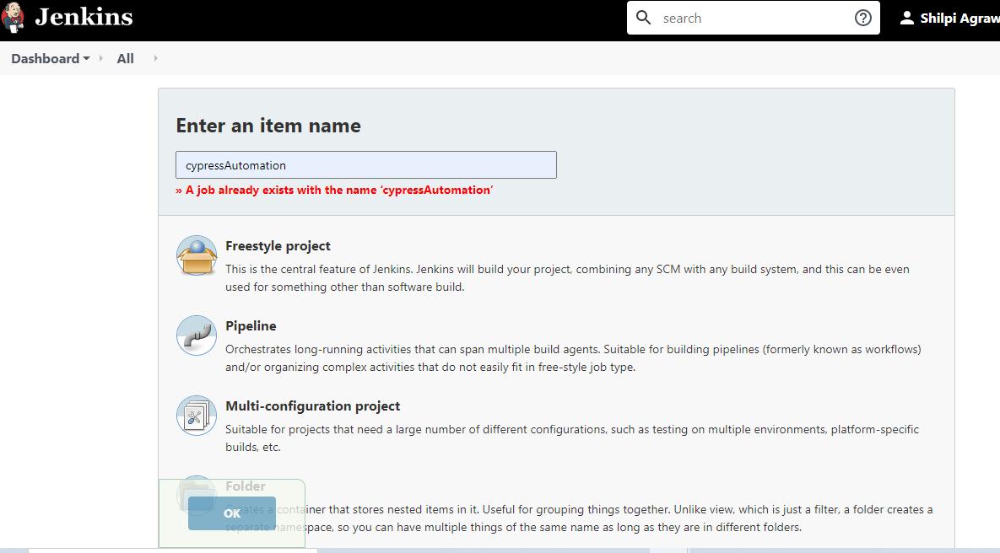 Jenkins
search
Shilpi Agraw
Dashboard
All
Enter an item name
cypressAutomation
» A job already exists with the name ‘cypressAutomation’
Freestyle project
This is the central feature of Jenkins. Jenkins will build your project, combining any SCM with any build system, and this can be even
used for something other than software build.
Pipeline
Orchestrates long-running activities that can span multiple build agents. Suitable for building pipelines (formerly known as workflows)
and/or organizing complex activities that do not easily fit in free-style job type.
Multi-configuration project
Suitable for projects that need a large number of different configurations, such as testing on multiple environments, platform-specific
builds, etc.
Folder
Creates a container that stores nested items in it. Useful for grouping things together. Unlike view, which is just a filter, a folder creates a
separate namespace, so you can have multiple things of the same name as long as they are in different folders.
OK